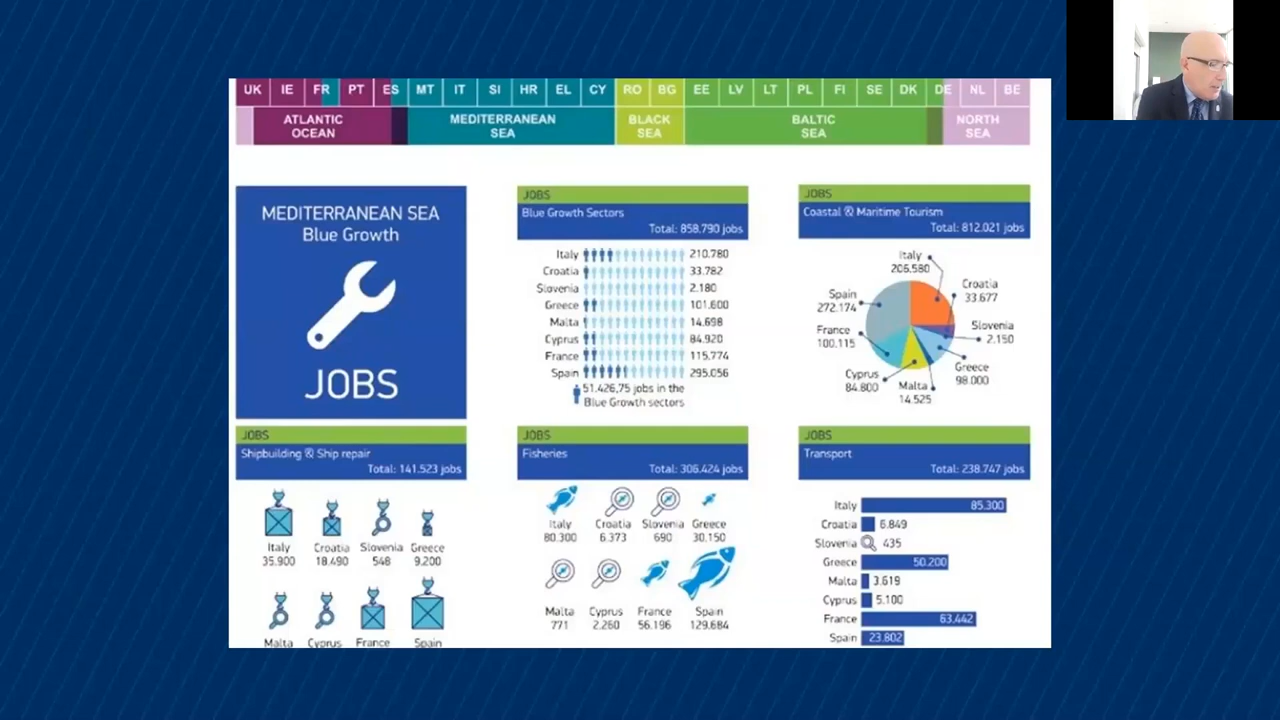 UK IE FR PT ES MT IT SI HR EL CY RO BG EE LV LT PL FI SE DK DE NL BE
ATLANTIC OCEAN
MEDITERRANEAN SEA
BLACK SEA
BALTIC SEA
NORTH SEA
MEDITERRANEAN SEA
Blue Growth
JOBS
JOBS
Blue Growth Sectors
Total: 858.790 jobs
Italy 210.780
Croatia 33.782
Slovenia 2.180
Greece 101.600
Malta 14.698
Cyprus 84.920
France 115.774
Spain 295.056
51.426,75 jobs in the
Blue Growth sectors
JOBS
Coastal & Maritime Tourism
Total: 812.021 jobs
Italy
206.580
Croatia
33.677
Slovenia
2.150
Greece
98.000
Malta
14.525
Cyprus
84.800
France
100.115
Spain
272.174
JOBS
Shipbuilding & Ship repair
Total: 141.523 jobs
Italy Croatia Slovenia Greece
35.900 18.490 548 9.200
Malta Cyprus France Spain
JOBS
Fisheries
Total: 306.424 jobs
Italy Croatia Slovenia Greece
80.300 6.373 690 30.150
Malta Cyprus France Spain
771 2.260 56.196 129.684
JOBS
Transport
Total: 238.747 jobs
Italy 85.300
Croatia 6.849
Slovenia 435
Greece 50.200
Malta 3.619
Cyprus 5.100
France 63.442
Spain 23.802